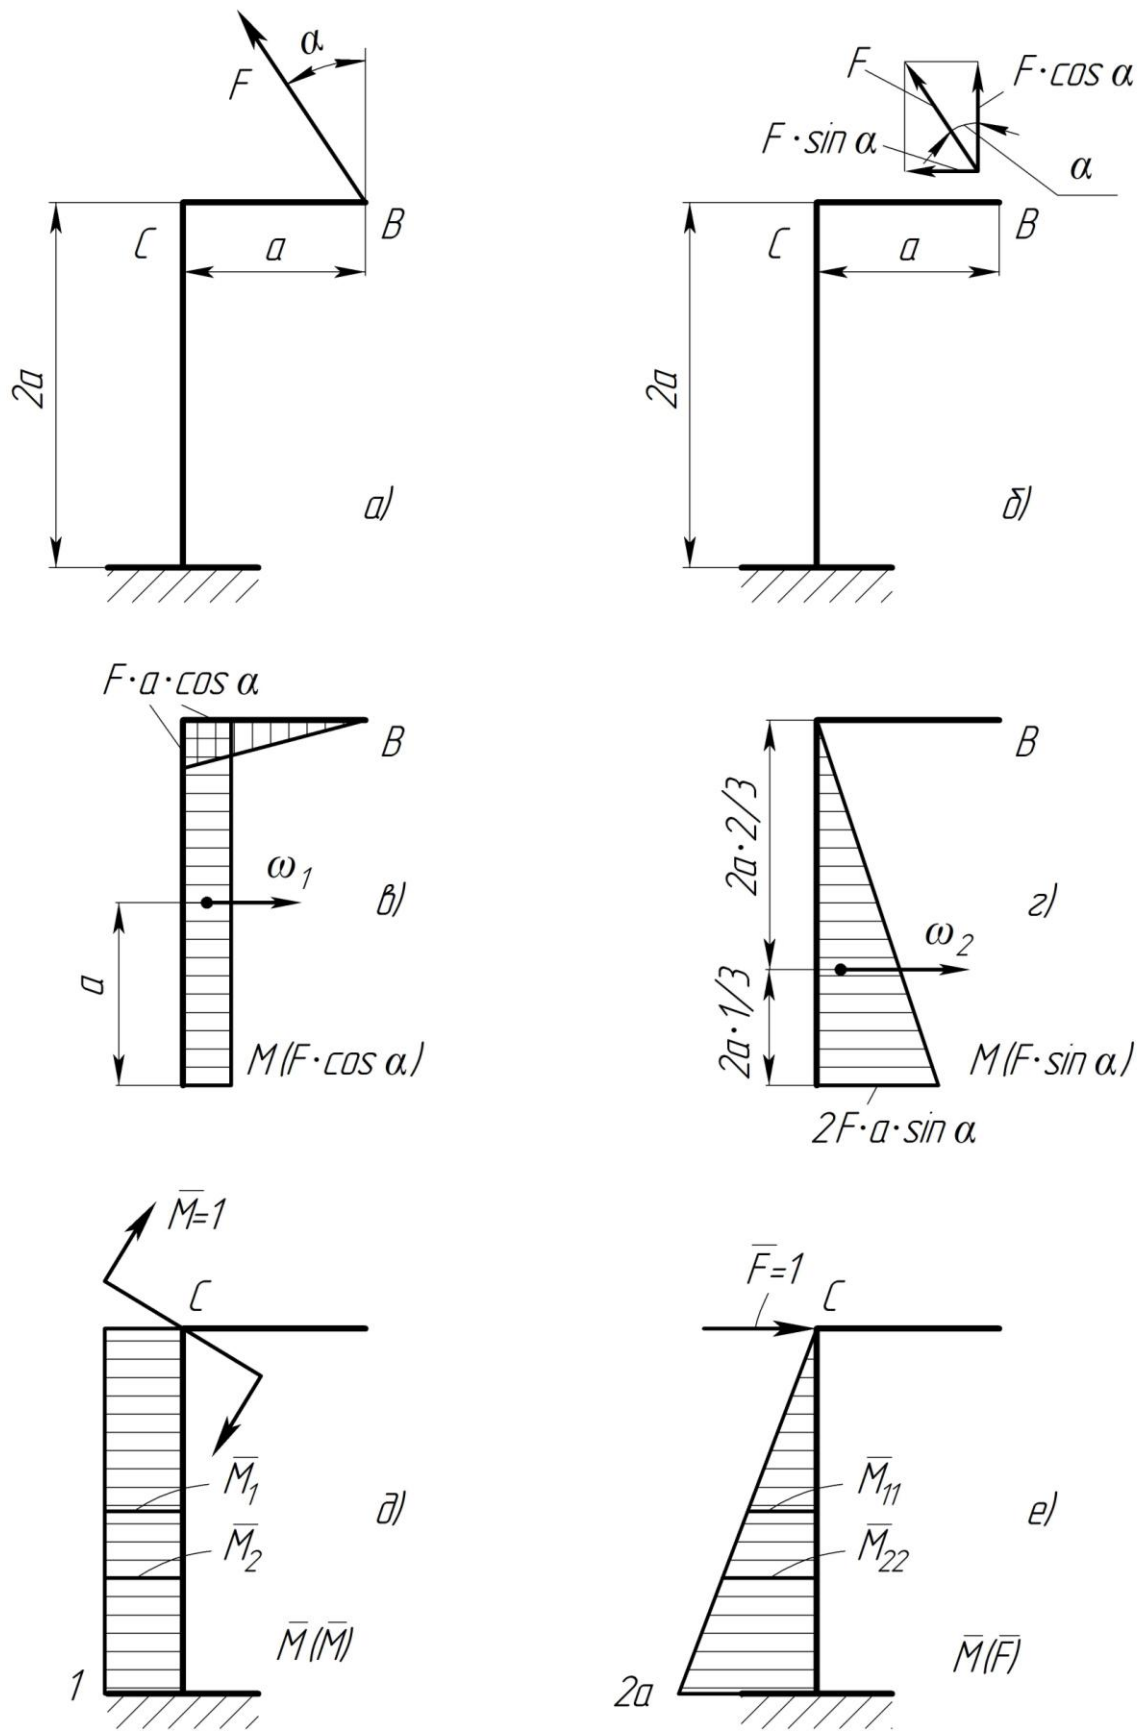 α
F
B
C
a
2a
а)
F
F·cos α
F·sin α
α
B
C
a
2a
б)
F·a·cos α
B
ω₁
в)
a
M(F·cos α)
B
2a·2/3
г)
ω₂
2a·1/3
M(F·sin α)
2F·a·sin α
M̅=1
C
M̅₁
д)
M̅₂
M̅(M̅)
1
F̅=1
C
M̅₁₁
е)
M̅₂₂
M̅(F̅)
2a